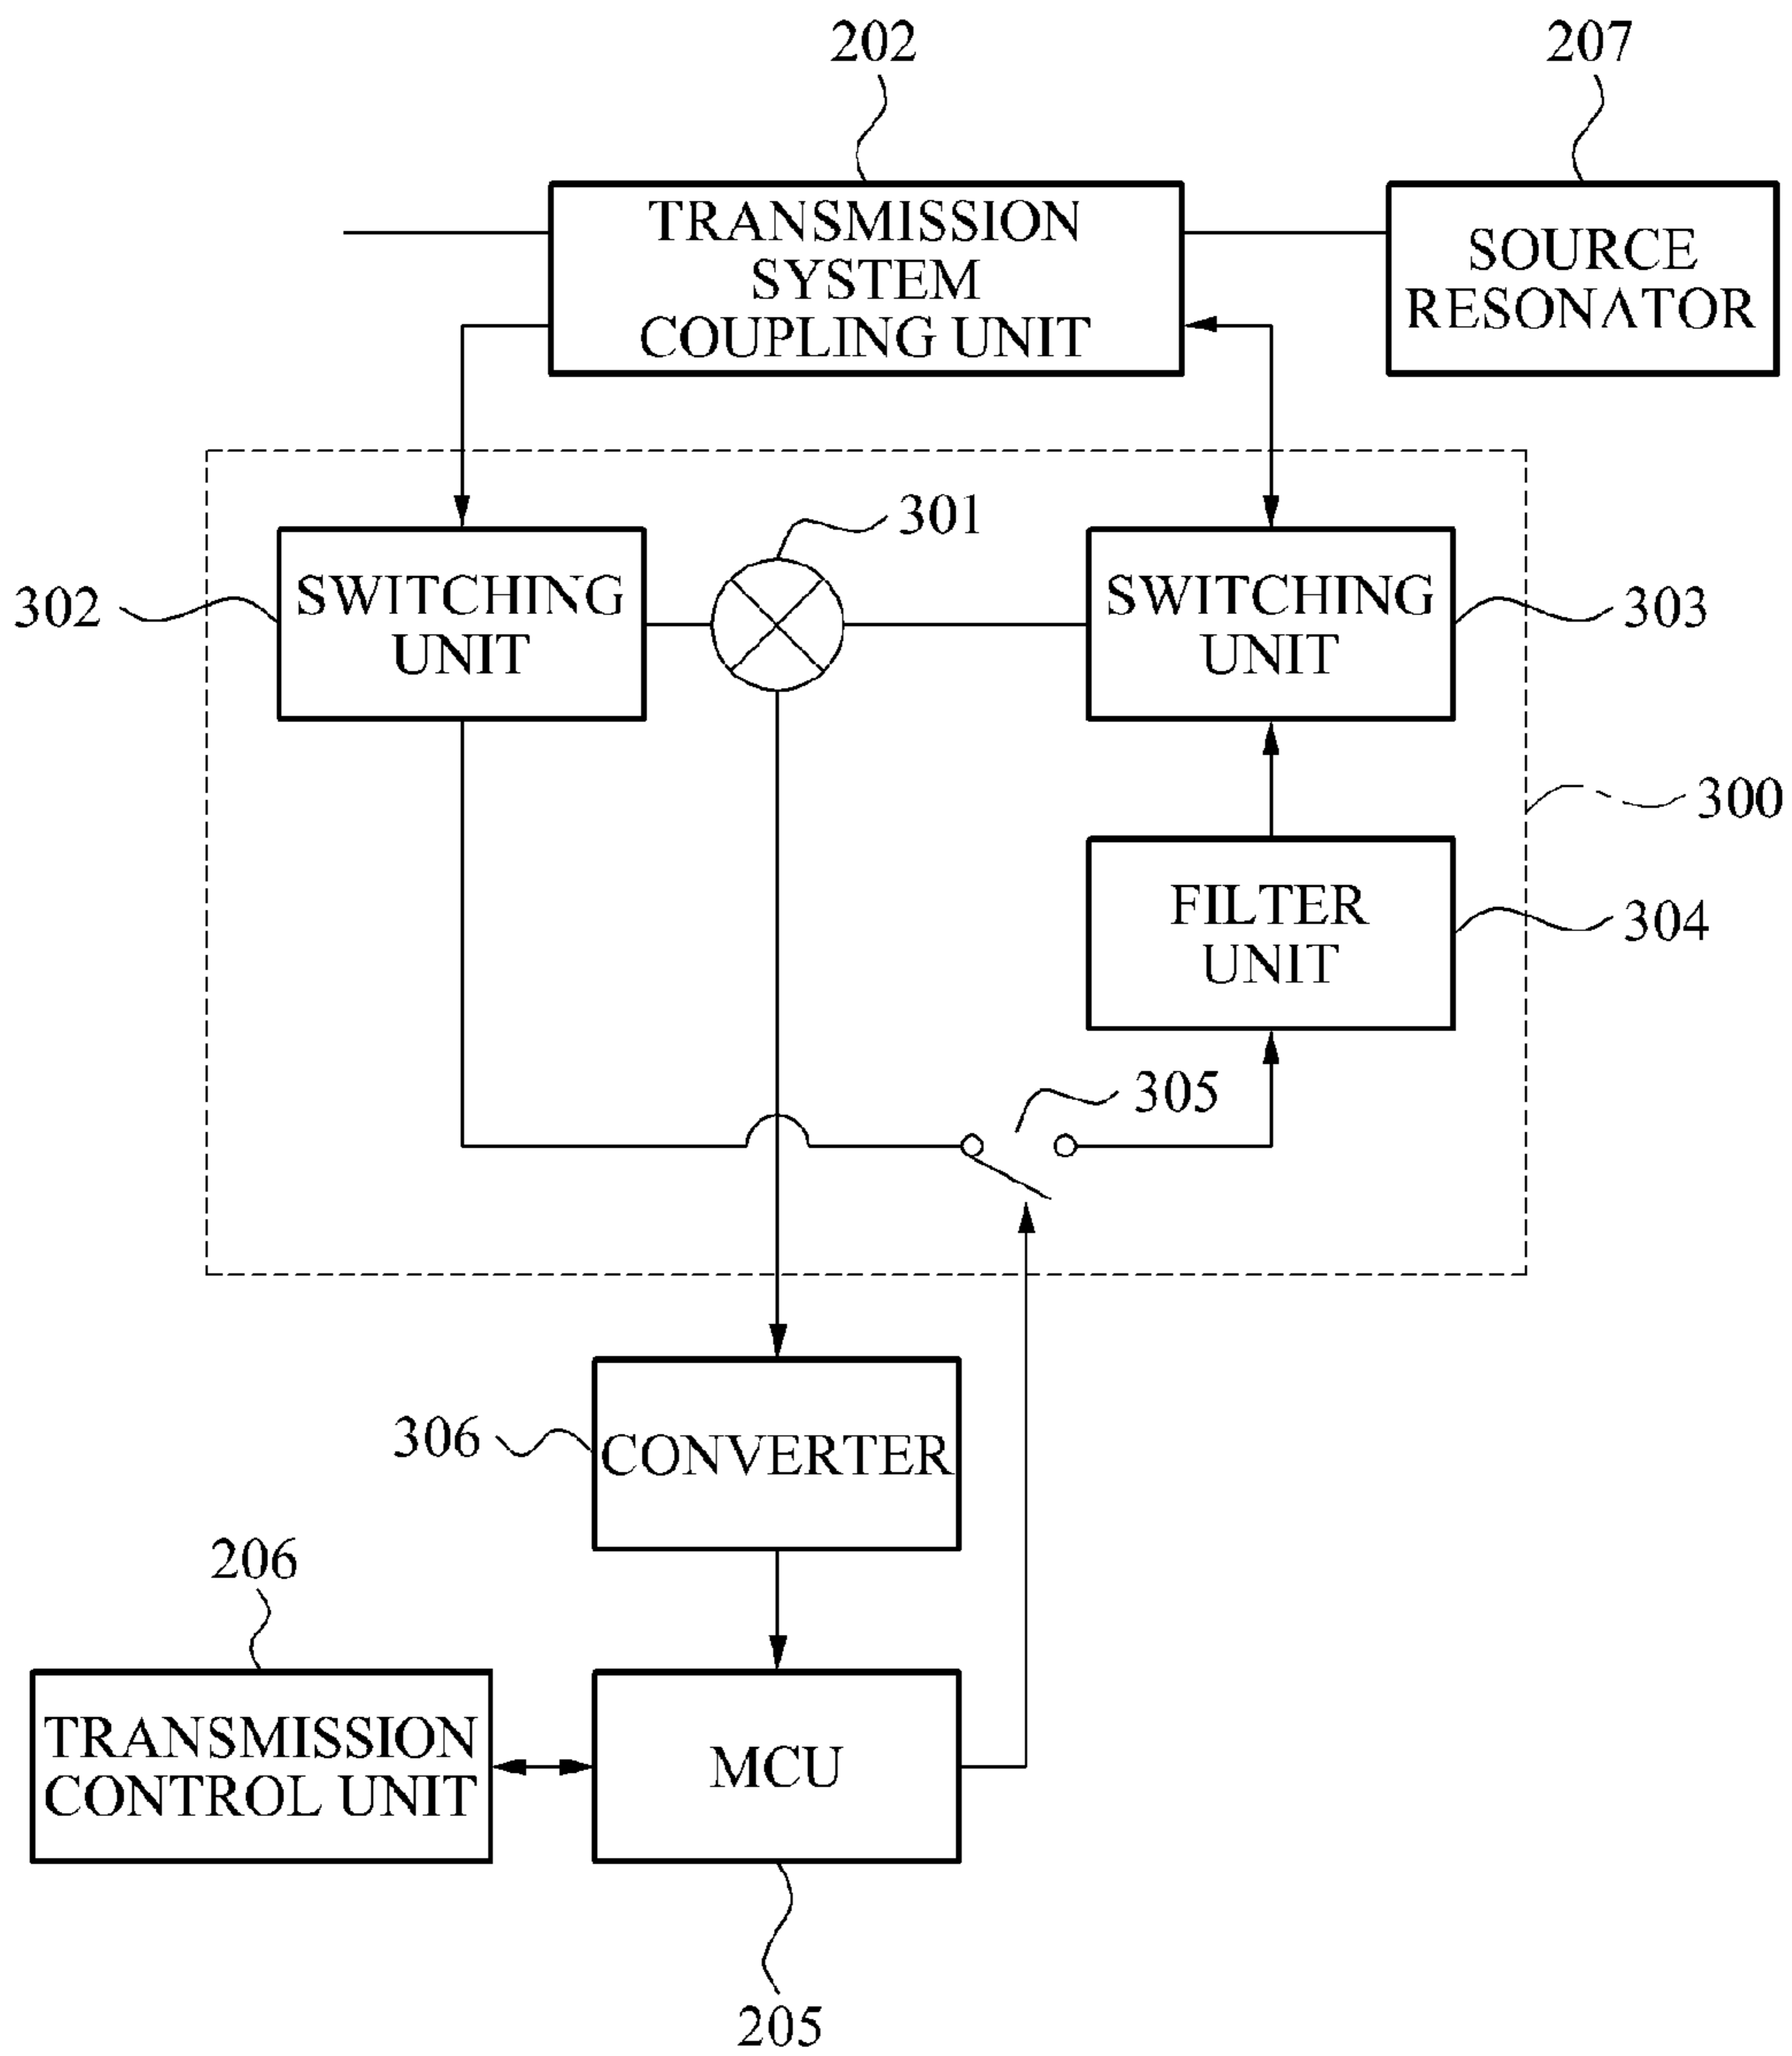 202
207
TRANSMISSION
SYSTEM
COUPLING UNIT
SOURCE
RESONATOR
301
302
SWITCHING
UNIT
SWITCHING
UNIT
303
300
FILTER
UNIT
304
305
306
CONVERTER
206
TRANSMISSION
CONTROL UNIT
MCU
205